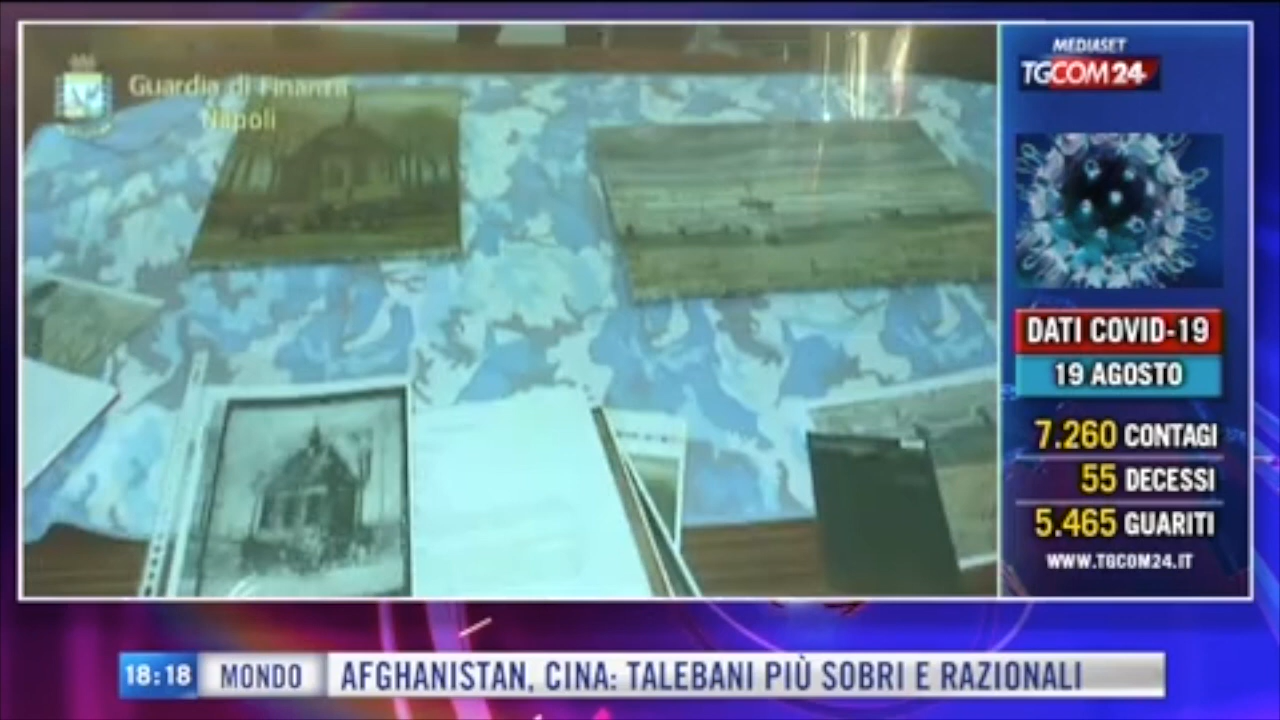 Guardia di Finanza
Napoli
MEDIASET
TGCOM24
DATI COVID-19
19 AGOSTO
7.260 CONTAGI
55 DECESSI
5.465 GUARITI
WWW.TGCOM24.IT
18:18 MONDO AFGHANISTAN, CINA: TALEBANI PIÙ SOBRI E RAZIONALI